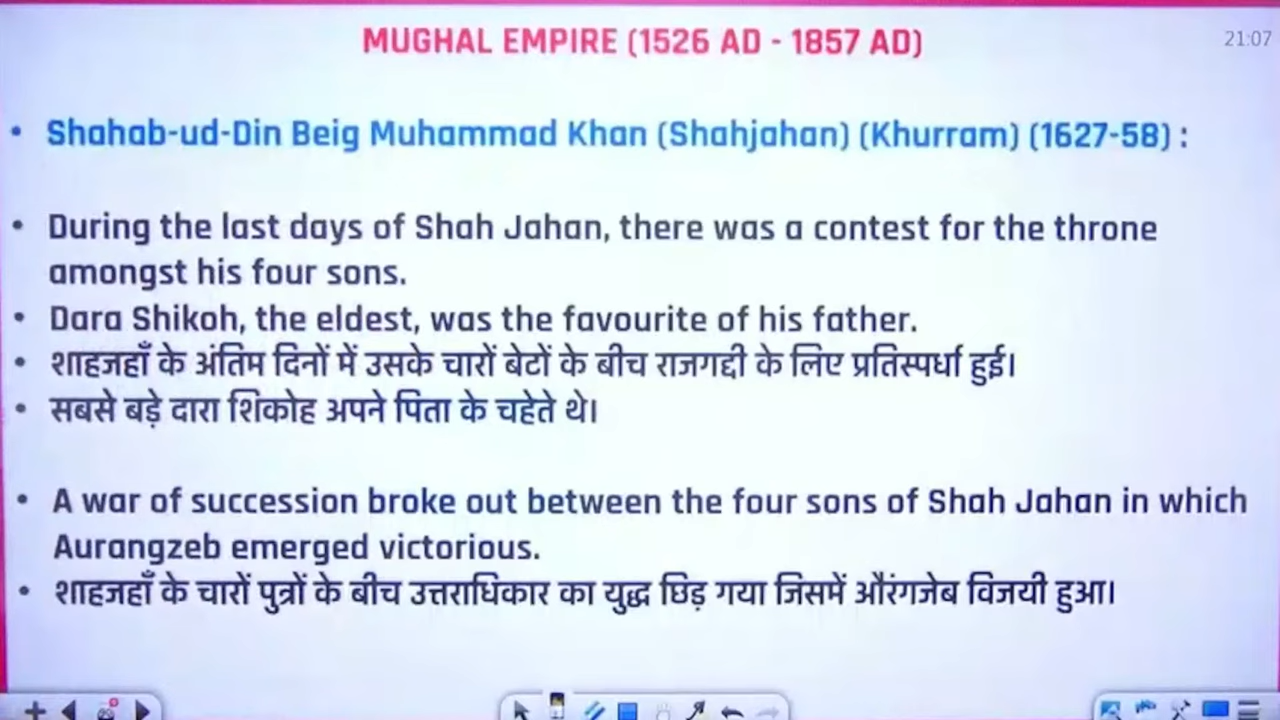 MUGHAL EMPIRE (1526 AD - 1857 AD)
21:07
• Shahab-ud-Din Beig Muhammad Khan (Shahjahan) (Khurram) (1627-58) :
• During the last days of Shah Jahan, there was a contest for the throne
amongst his four sons.
• Dara Shikoh, the eldest, was the favourite of his father.
• शाहजहाँ के अंतिम दिनों में उसके चारों बेटों के बीच राजगद्दी के लिए प्रतिस्पर्धा हुई।
• सबसे बड़े दारा शिकोह अपने पिता के चहेते थे।
• A war of succession broke out between the four sons of Shah Jahan in which
Aurangzeb emerged victorious.
• शाहजहाँ के चारों पुत्रों के बीच उत्तराधिकार का युद्ध छिड़ गया जिसमें औरंगजेब विजयी हुआ।